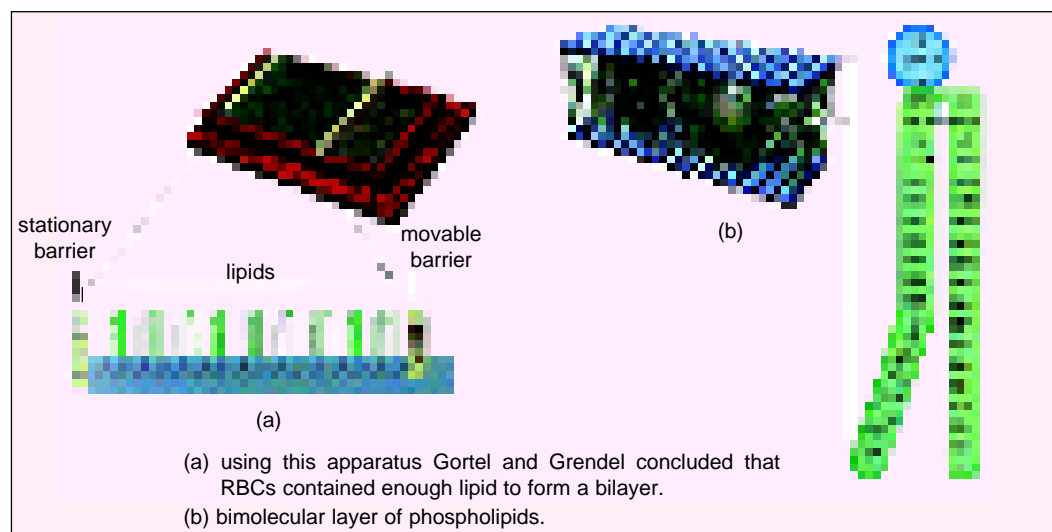 stationary
barrier
movable
barrier
lipids
(a)
(b)
(a) using this apparatus Gortel and Grendel concluded that
RBCs contained enough lipid to form a bilayer.
(b) bimolecular layer of phospholipids.